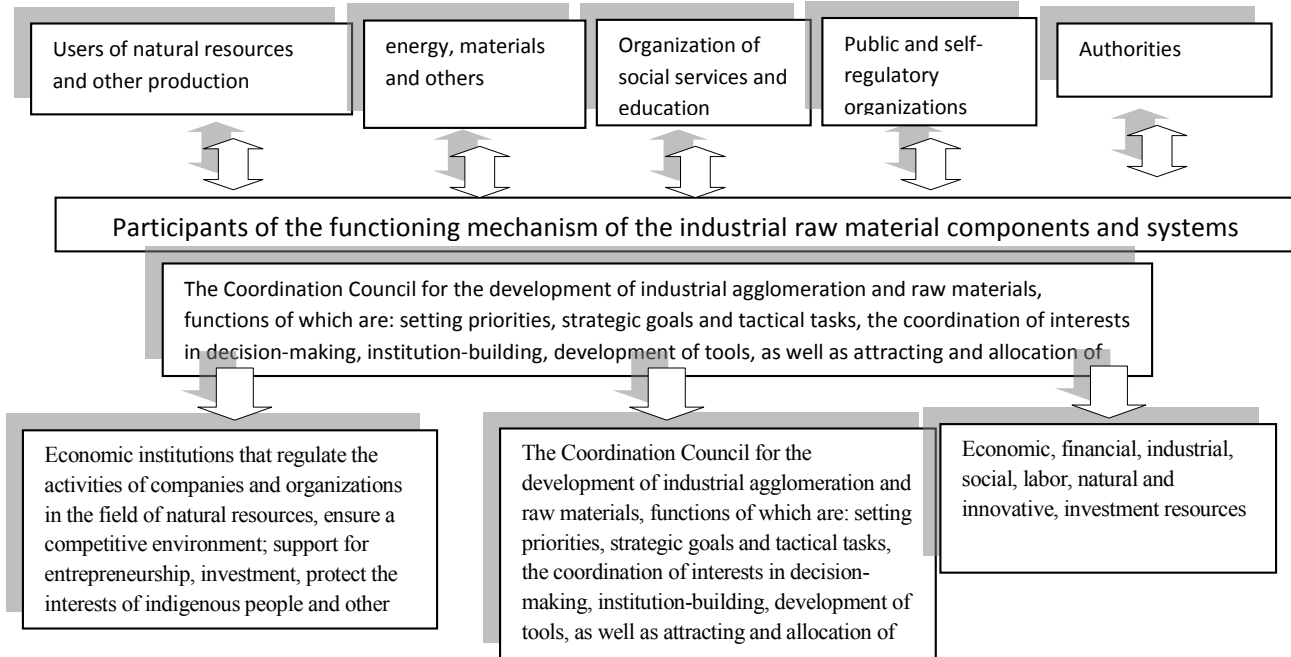 Users of natural resources
and other production
energy, materials
and others
Organization of
social services and
education
Public and self-
regulatory
organizations
Authorities
Participants of the functioning mechanism of the industrial raw material components and systems
The Coordination Council for the development of industrial agglomeration and raw materials,
functions of which are: setting priorities, strategic goals and tactical tasks, the coordination of interests
in decision-making, institution-building, development of tools, as well as attracting and allocation of
Economic institutions that regulate the
activities of companies and organizations
in the field of natural resources, ensure a
competitive environment; support for
entrepreneurship, investment, protect the
interests of indigenous people and other
The Coordination Council for the
development of industrial agglomeration and
raw materials, functions of which are: setting
priorities, strategic goals and tactical tasks,
the coordination of interests in decision-
making, institution-building, development of
tools, as well as attracting and allocation of
Economic, financial, industrial,
social, labor, natural and
innovative, investment resources